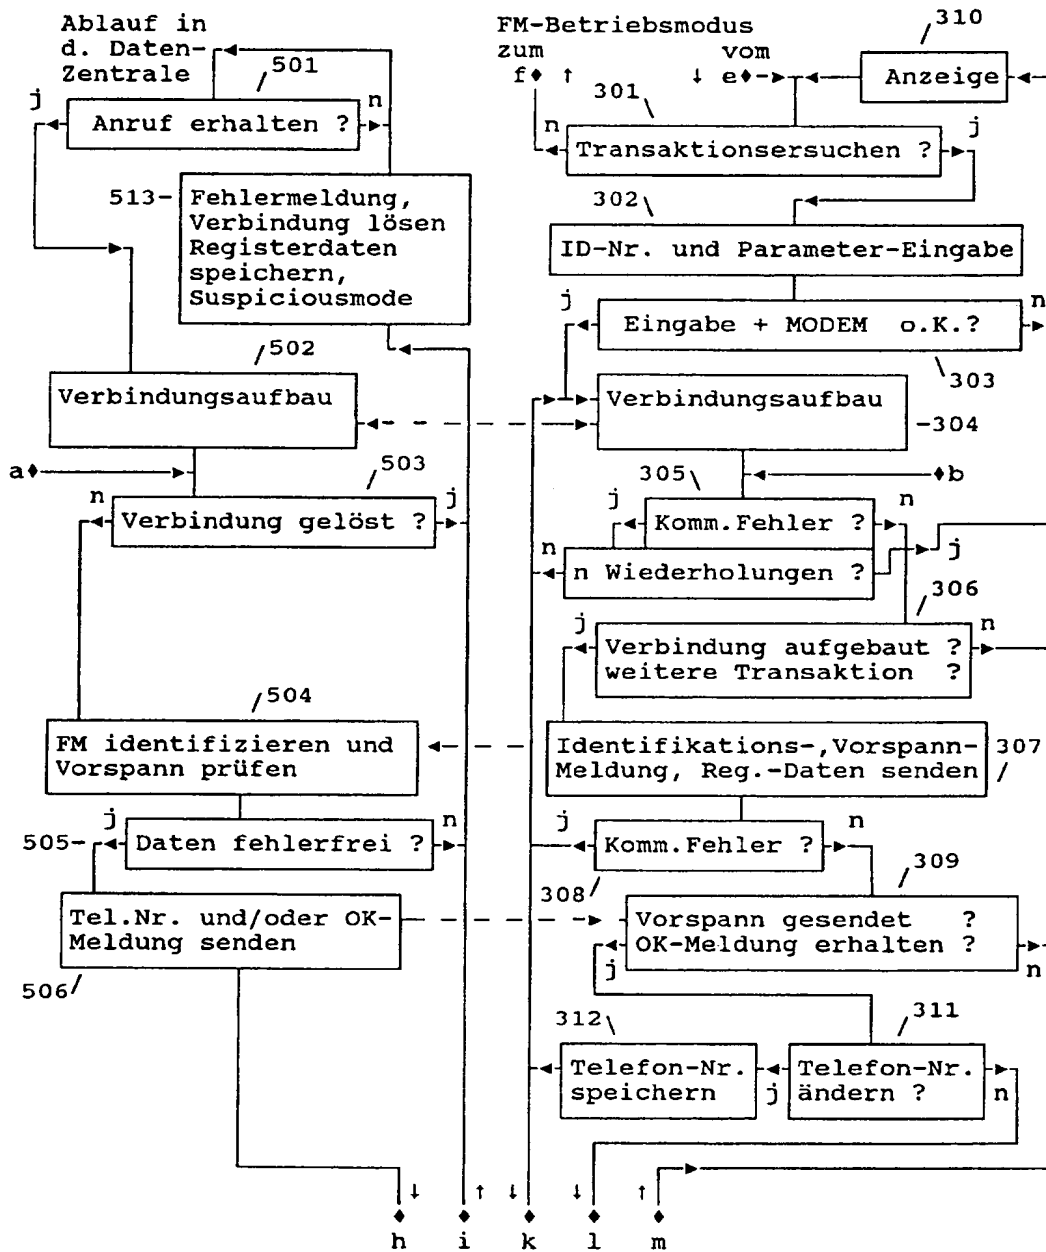 Ablauf in
d. Daten-
Zentrale
501
j
n
Anruf erhalten ?
513-
Fehlermeldung,
Verbindung lösen
Registerdaten
speichern,
Suspiciousmode
502
Verbindungsaufbau
a
503
n
j
Verbindung gelöst ?
504
FM identifizieren und
Vorspann prüfen
505-
j
n
Daten fehlerfrei ?
Tel.Nr. und/oder OK-
Meldung senden
506
FM-Betriebsmodus
zum
vom
f
e
310
Anzeige
301
n
j
Transaktionsersuchen ?
302
ID-Nr. und Parameter-Eingabe
j
n
Eingabe + MODEM o.K.?
303
Verbindungsaufbau
-304
b
305
j
n
Komm.Fehler ?
n
j
n Wiederholungen ?
306
j
n
Verbindung aufgebaut ?
weitere Transaktion ?
Identifikations-,Vorspann-
Meldung, Reg.-Daten senden
307
j
n
Komm.Fehler ?
308
309
Vorspann gesendet ?
OK-Meldung erhalten ?
j
n
312
311
Telefon-Nr.
speichern
j
Telefon-Nr.
ändern ?
n
h i k l m